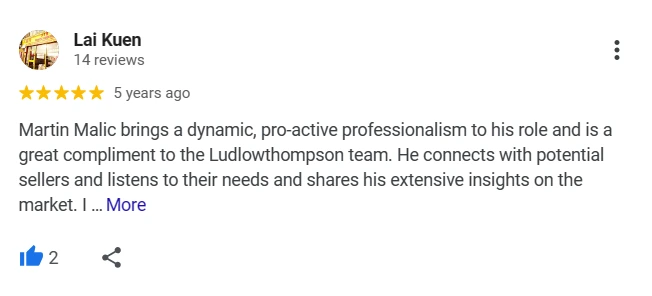 Lai Kuen
14 reviews
5 years ago
Martin Malic brings a dynamic, pro-active professionalism to his role and is a
great compliment to the Ludlowthompson team. He connects with potential
sellers and listens to their needs and shares his extensive insights on the
market. I ... More
2